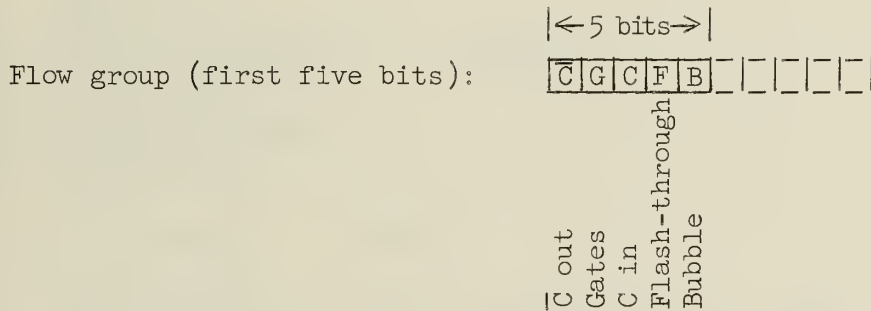 |←5 bits→|
Flow group (first five bits): C̅ G C F B
C̅ out
Gates
C in
Flash-through
Bubble